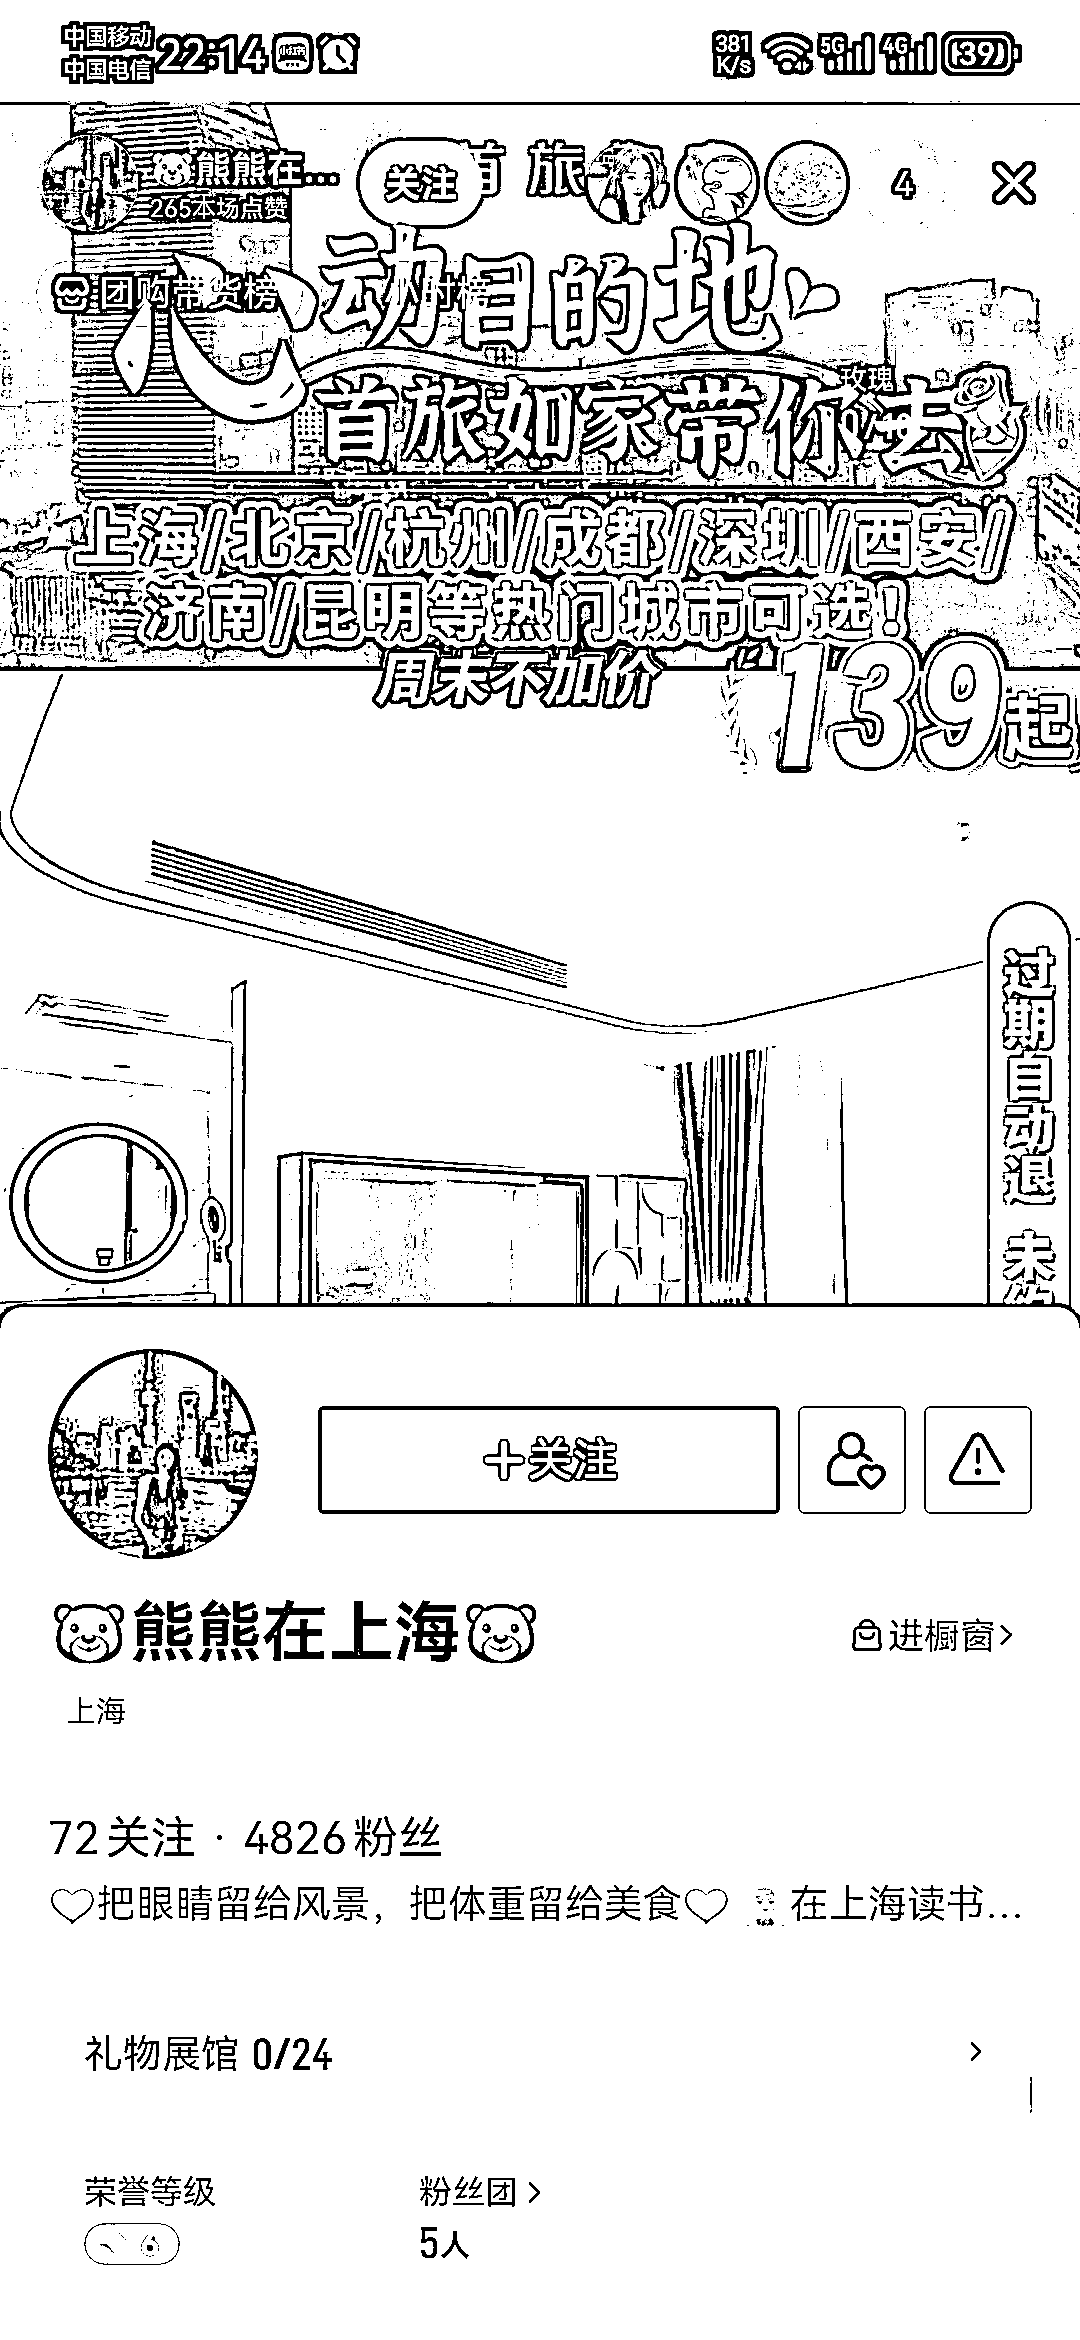 中国移动
中国电信
22:14
381
K/s
5G
4G
39
🐻熊熊在...
265本场点赞
关注
首旅
4
团购带货榜
小时榜
心动目的地
玫瑰
首旅如家带你去
上海/北京/杭州/成都/深圳/西安/
济南/昆明等热门城市可选!
周末不加价
139起
过期自动退 未
+关注
🐻熊熊在上海🐻
进橱窗>
上海
72关注 · 4826粉丝
♡把眼睛留给风景，把体重留给美食♡ 在上海读书...
礼物展馆 0/24
荣誉等级
粉丝团 >
5人